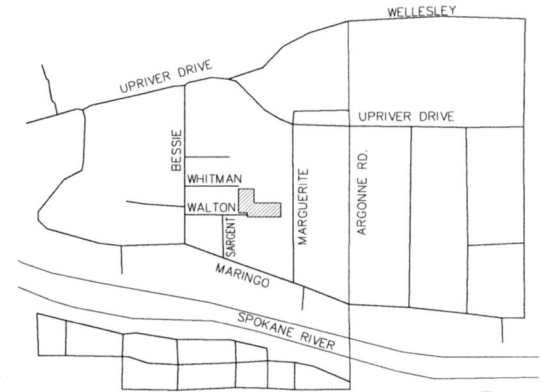 WELLESLEY
UPRIVER DRIVE
UPRIVER DRIVE
BESSIE
WHITMAN
WALTON
SARGENT
MARGUERITE
ARGONNE RD.
MARINGO
SPOKANE RIVER